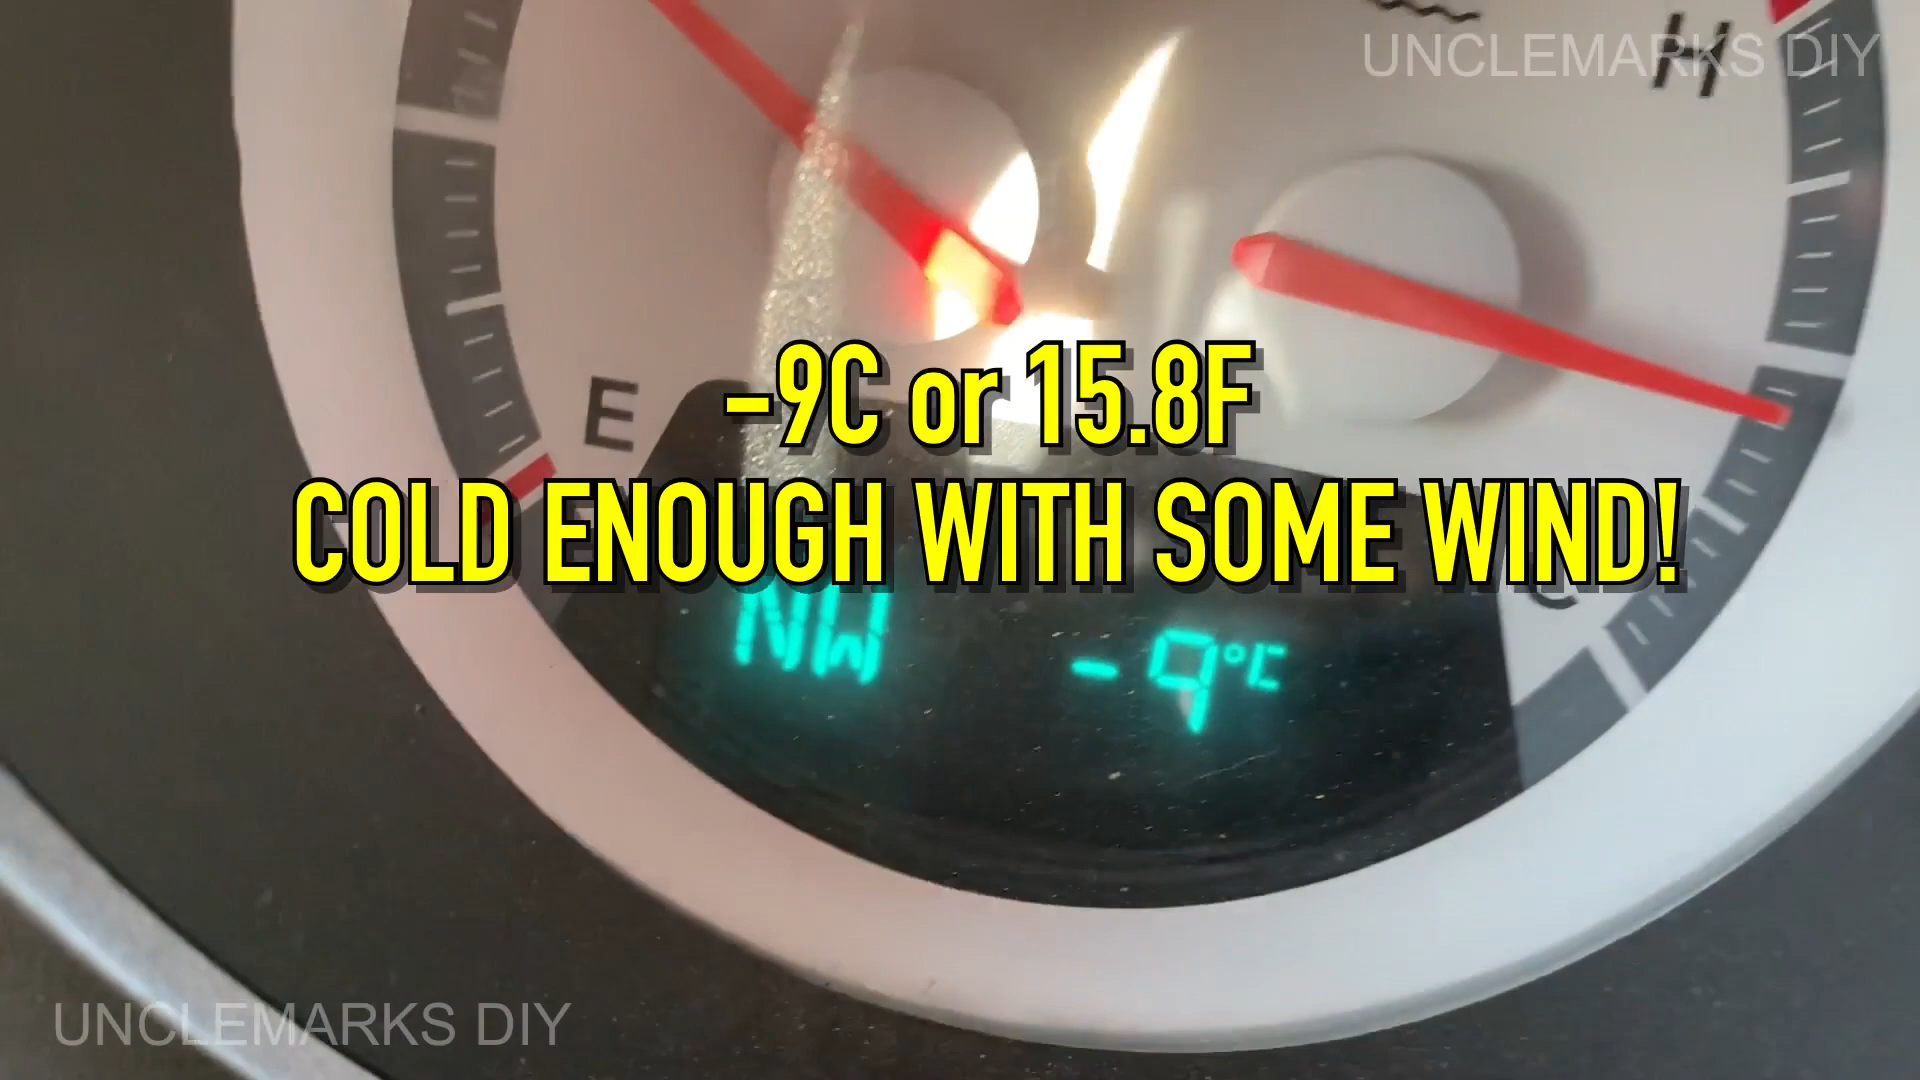 UNCLEMARKS DIY
H
E
-9C or 15.8F
COLD ENOUGH WITH SOME WIND!
C
NW -9°C
UNCLEMARKS DIY